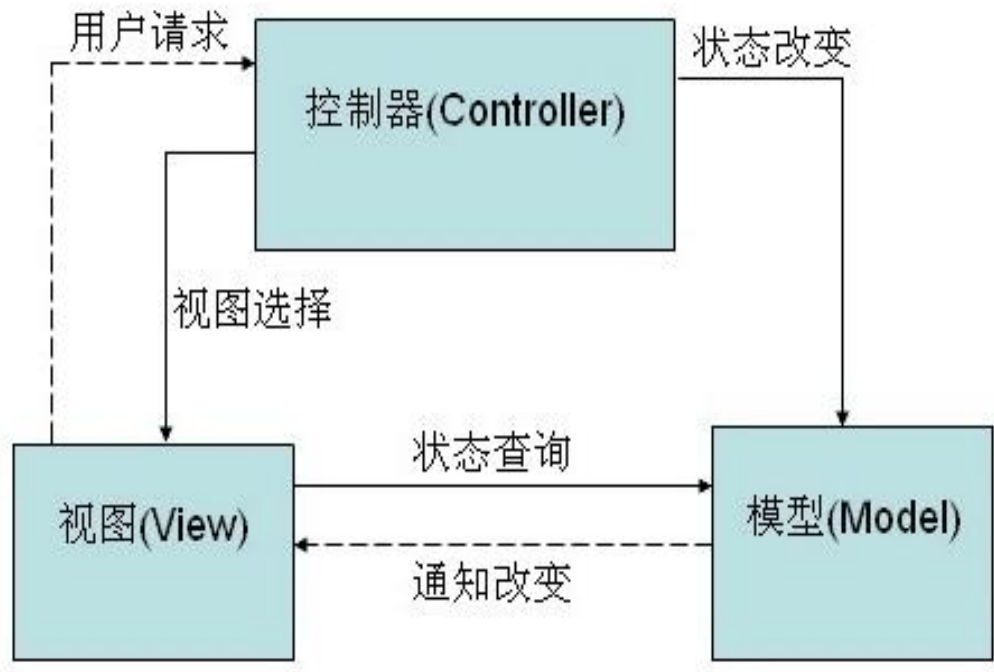 用户请求
状态改变
控制器(Controller)
视图选择
状态查询
视图(View)
模型(Model)
通知改变